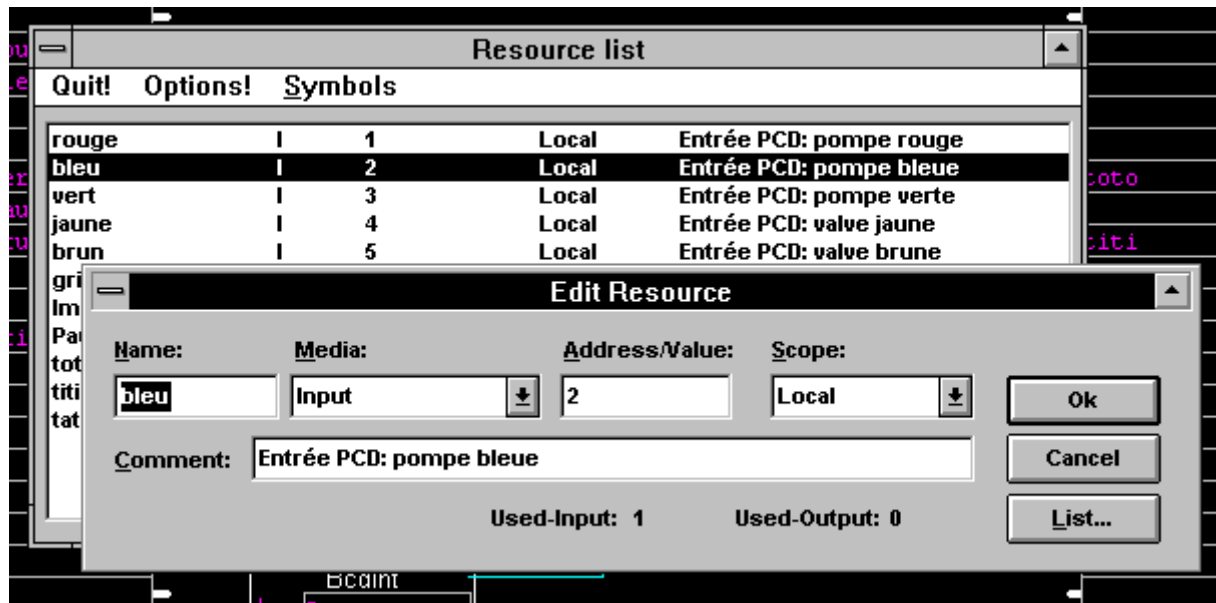 Resource list
Quit! Options! Symbols
rouge I 1 Local Entrée PCD: pompe rouge
bleu I 2 Local Entrée PCD: pompe bleue
vert I 3 Local Entrée PCD: pompe verte
jaune I 4 Local Entrée PCD: valve jaune
brun I 5 Local Entrée PCD: valve brune
toto
titi
gri
Im
Pa
tot
titi
tat
Edit Resource
Name: Media: Address/Value: Scope:
bleu Input 2 Local Ok
Comment: Entrée PCD: pompe bleue Cancel
Used-Input: 1 Used-Output: 0 List...